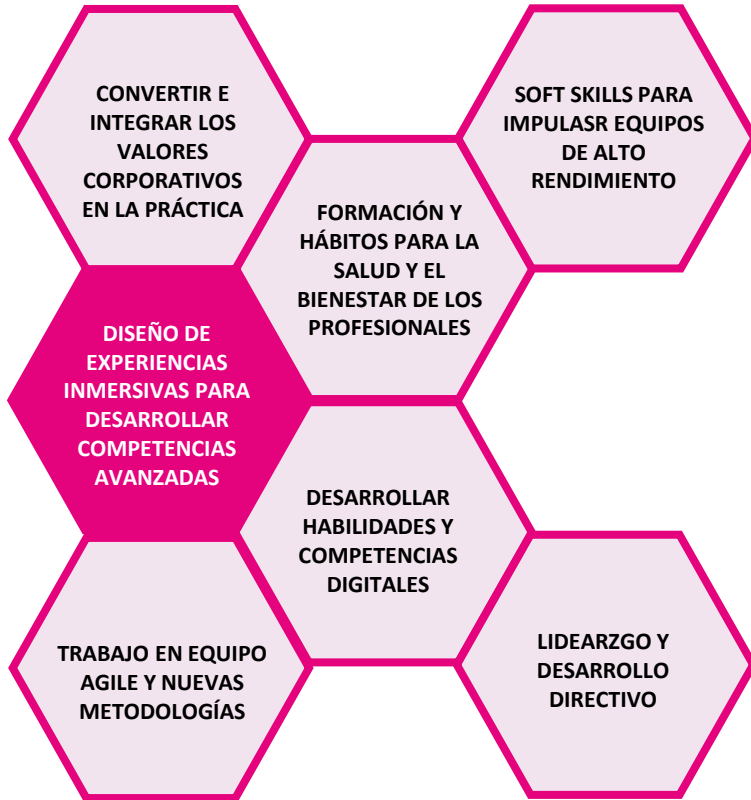 CONVERTIR E
INTEGRAR LOS
VALORES
CORPORATIVOS
EN LA PRÁCTICA
SOFT SKILLS PARA
IMPULASR EQUIPOS
DE ALTO
RENDIMIENTO
FORMACIÓN Y
HÁBITOS PARA LA
SALUD Y EL
BIENESTAR DE LOS
PROFESIONALES
DISEÑO DE
EXPERIENCIAS
INMERSIVAS PARA
DESARROLLAR
COMPETENCIAS
AVANZADAS
DESARROLLAR
HABILIDADES Y
COMPETENCIAS
DIGITALES
TRABAJO EN EQUIPO
AGILE Y NUEVAS
METODOLOGÍAS
LIDEARZGO Y
DESARROLLO
DIRECTIVO